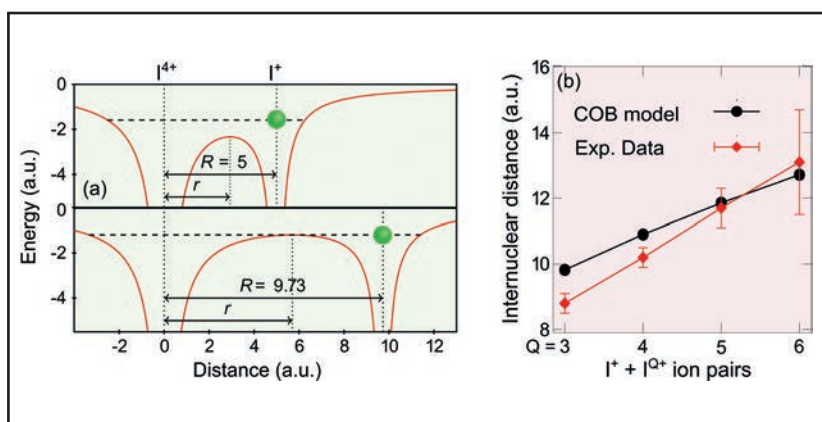 I4+ I+
0
-2
-4
(a)
R = 5
r
0
-2
-4
R = 9.73
r
Energy (a.u.)
-2 0 2 4 6 8 10 12
Distance (a.u.)
(b)
COB model
Exp. Data
Internuclear distance (a.u.)
16
14
12
10
8
Q = 3 4 5 6
I+ + IQ+ ion pairs